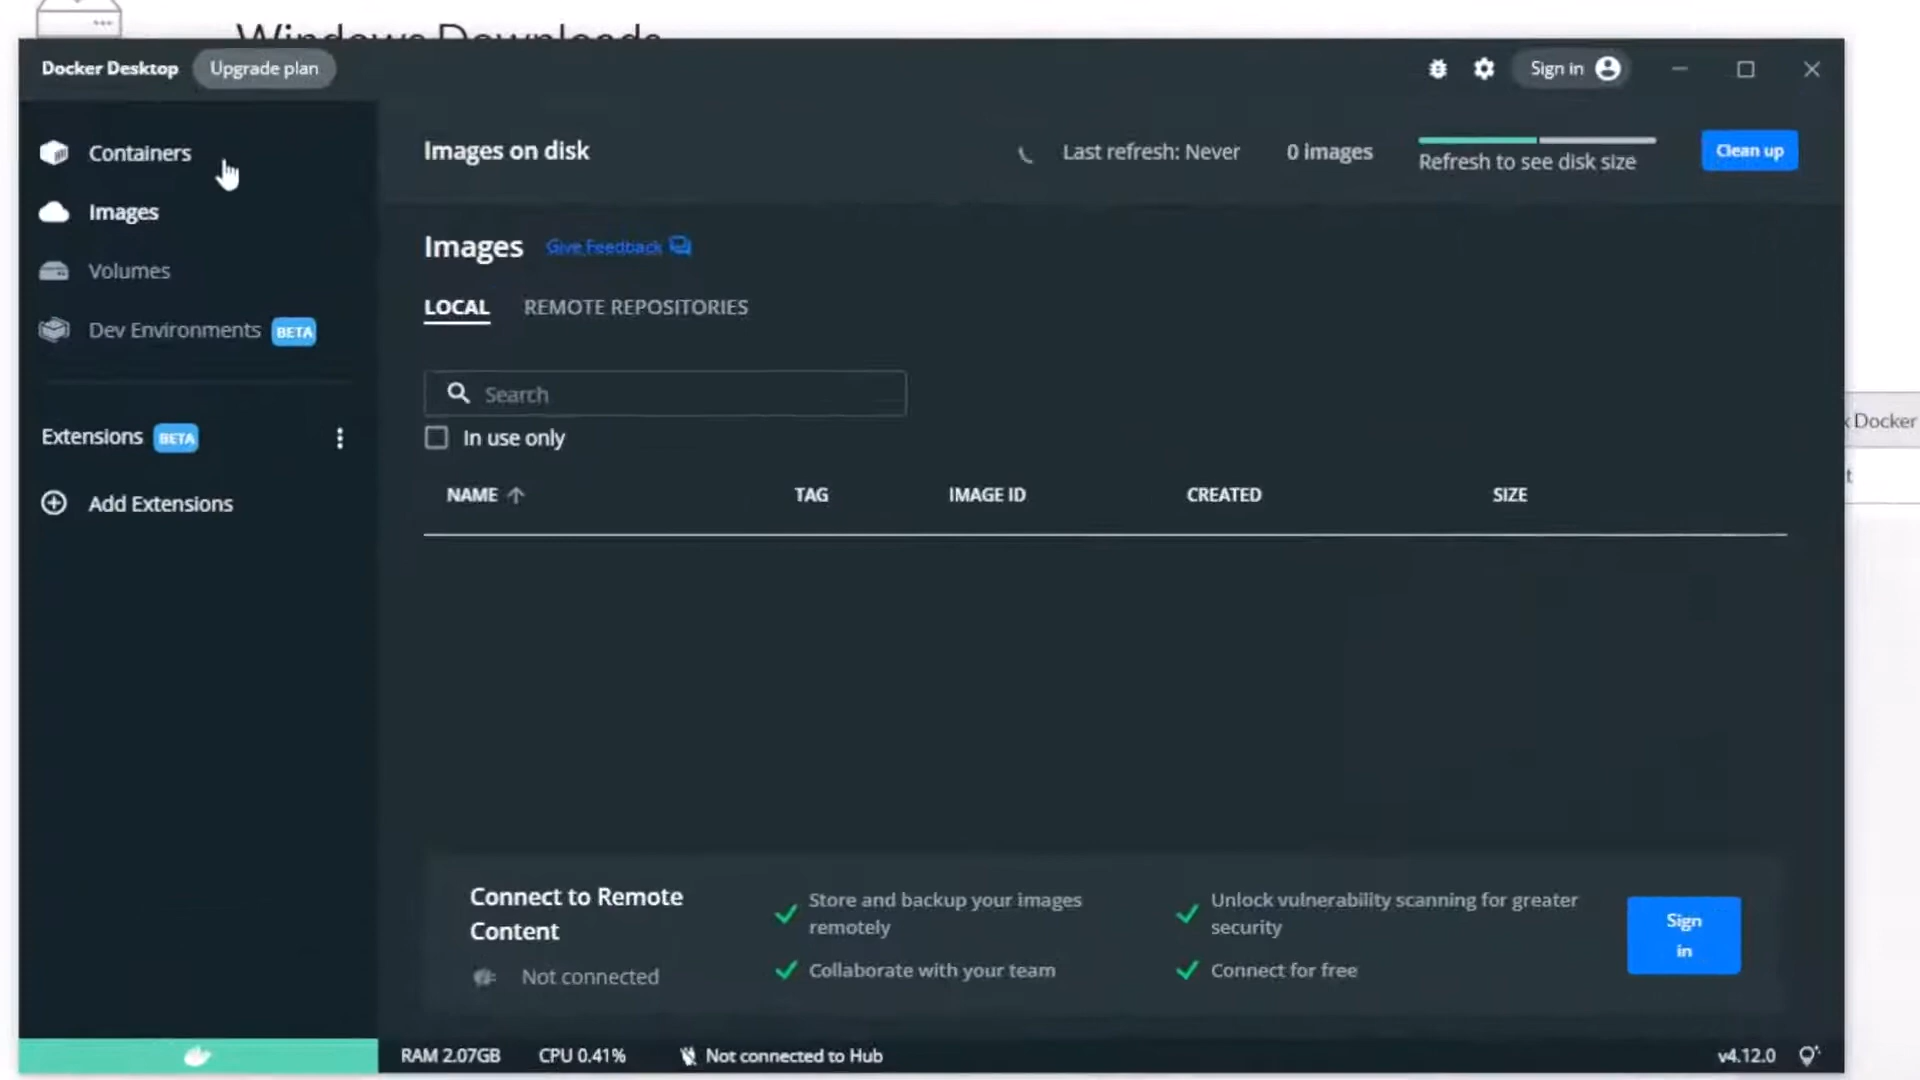 Windows Downloads
Docker Desktop
Upgrade plan
Sign in
Containers
Images
Volumes
Dev Environments BETA
Extensions BETA
Add Extensions
Images on disk
Last refresh: Never
0 images
Refresh to see disk size
Clean up
Images
Give Feedback
LOCAL
REMOTE REPOSITORIES
Search
In use only
NAME
TAG
IMAGE ID
CREATED
SIZE
Docker
t
Connect to Remote
Content
Not connected
Store and backup your images
remotely
Collaborate with your team
Unlock vulnerability scanning for greater
security
Connect for free
Sign
in
RAM 2.07GB
CPU 0.41%
Not connected to Hub
v4.12.0